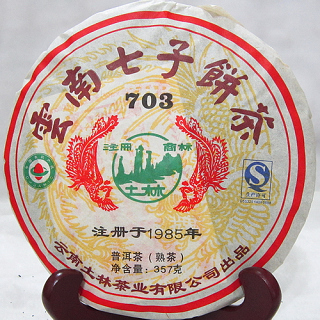 雲南七子餅茶
703
注册 商标
土林
注册于1985年
普洱茶（熟茶）
净含量：357克
云南土林茶业有限公司出品